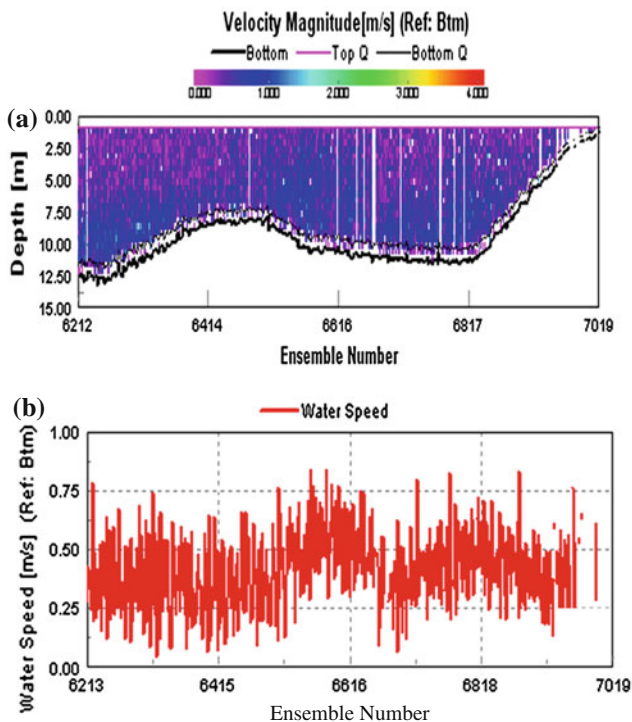 Velocity Magnitude[m/s] (Ref: Btm)
Bottom Top Q Bottom Q
0.000 1.000 2.000 3.000 4.000
(a)
Depth [m]
0.00
2.50
5.00
7.50
10.00
12.50
15.00
6212 6414 6616 6817 7019
Ensemble Number
(b)
Water Speed
Water Speed [m/s] (Ref: Btm)
1.00
0.75
0.50
0.25
0.00
6213 6415 6616 6818 7019
Ensemble Number